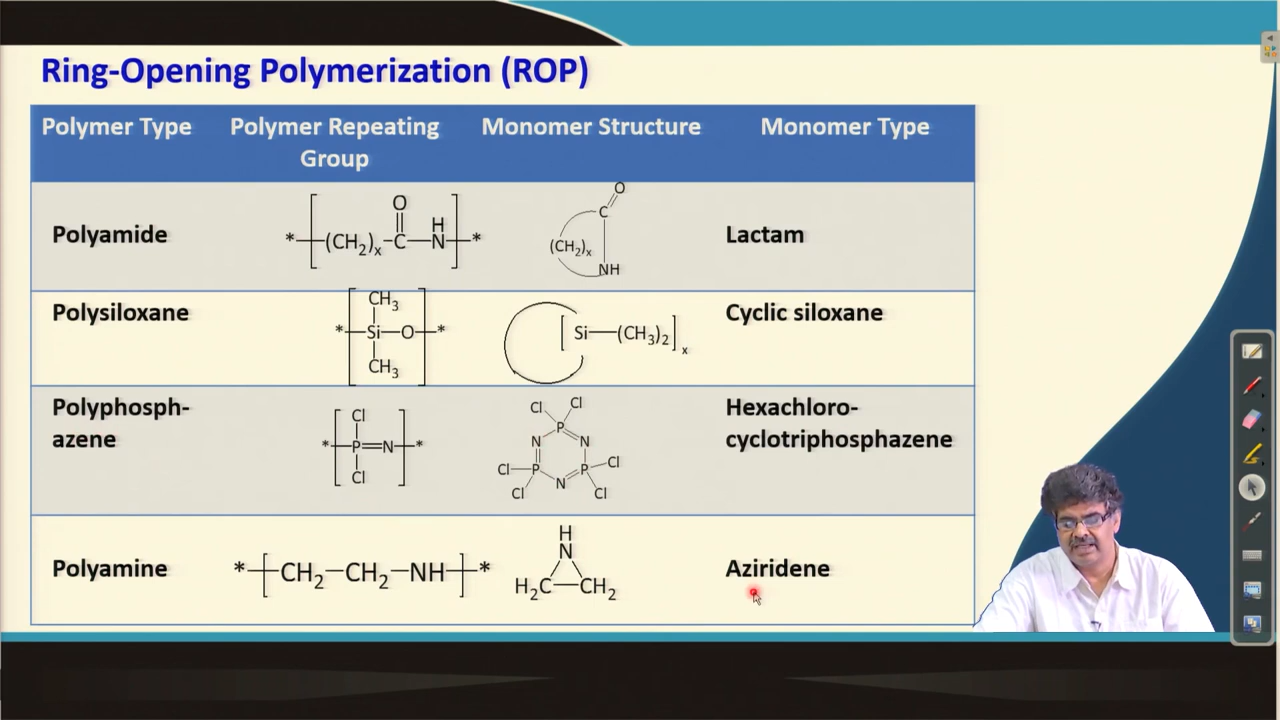 Ring-Opening Polymerization (ROP)
Polymer Type
Polymer Repeating
Group
Monomer Structure
Monomer Type
Polyamide
*
(CH₂)ₓ—C—N
O
H
*
O
C
(CH₂)ₓ
NH
Lactam
Polysiloxane
CH₃
*
Si—O
*
CH₃
[Si—(CH₃)₂]ₓ
Cyclic siloxane
Polyphosph-
azene
Cl
*
P=N
*
Cl
Cl Cl
P
N N
Cl P P Cl
N
Cl Cl
Hexachloro-
cyclotriphosphazene
Polyamine
*
CH₂—CH₂—NH
*
H
N
H₂C—CH₂
Aziridene